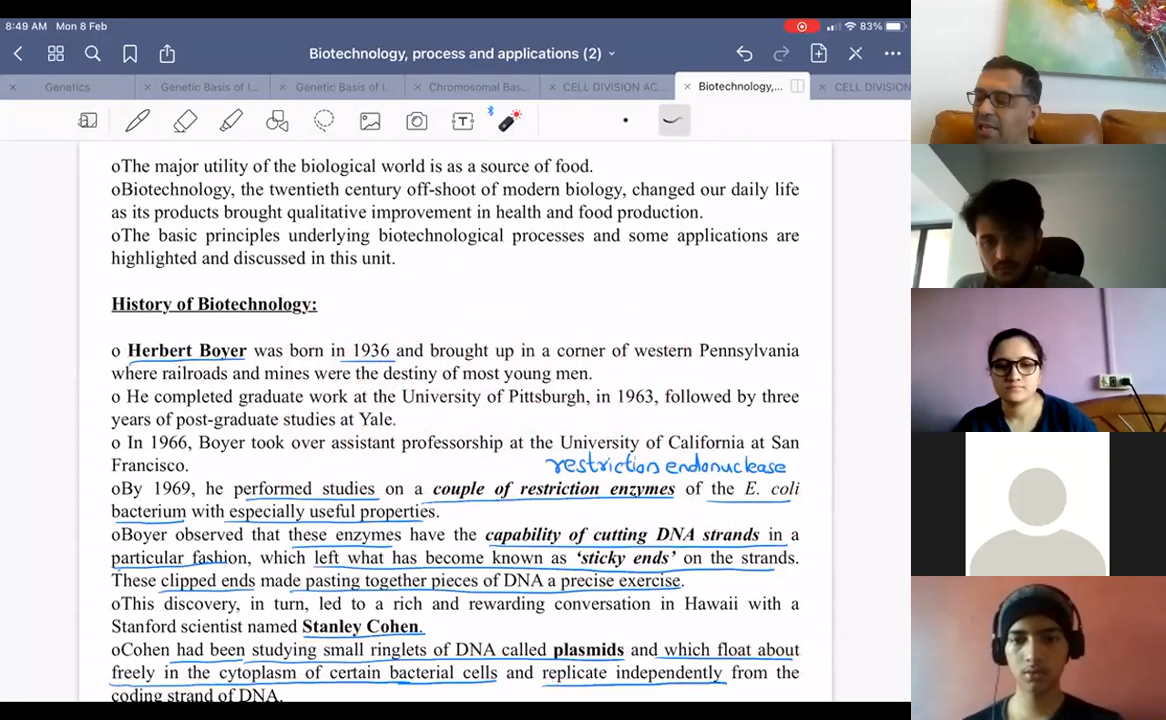 8:49 AM Mon 8 Feb
83%
Biotechnology, process and applications (2)
Genetics
Genetic Basis of I...
Genetic Basis of I...
Chromosomal Bas...
CELL DIVISION AC...
Biotechnology,...
CELL DIVISION
T
oThe major utility of the biological world is as a source of food.
oBiotechnology, the twentieth century off-shoot of modern biology, changed our daily life
as its products brought qualitative improvement in health and food production.
oThe basic principles underlying biotechnological processes and some applications are
highlighted and discussed in this unit.
History of Biotechnology:
o Herbert Boyer was born in 1936 and brought up in a corner of western Pennsylvania
where railroads and mines were the destiny of most young men.
o He completed graduate work at the University of Pittsburgh, in 1963, followed by three
years of post-graduate studies at Yale.
o In 1966, Boyer took over assistant professorship at the University of California at San
Francisco.
restriction endonuclease
oBy 1969, he performed studies on a couple of restriction enzymes of the E. coli
bacterium with especially useful properties.
oBoyer observed that these enzymes have the capability of cutting DNA strands in a
particular fashion, which left what has become known as ‘sticky ends’ on the strands.
These clipped ends made pasting together pieces of DNA a precise exercise.
oThis discovery, in turn, led to a rich and rewarding conversation in Hawaii with a
Stanford scientist named Stanley Cohen.
oCohen had been studying small ringlets of DNA called plasmids and which float about
freely in the cytoplasm of certain bacterial cells and replicate independently from the
coding strand of DNA.